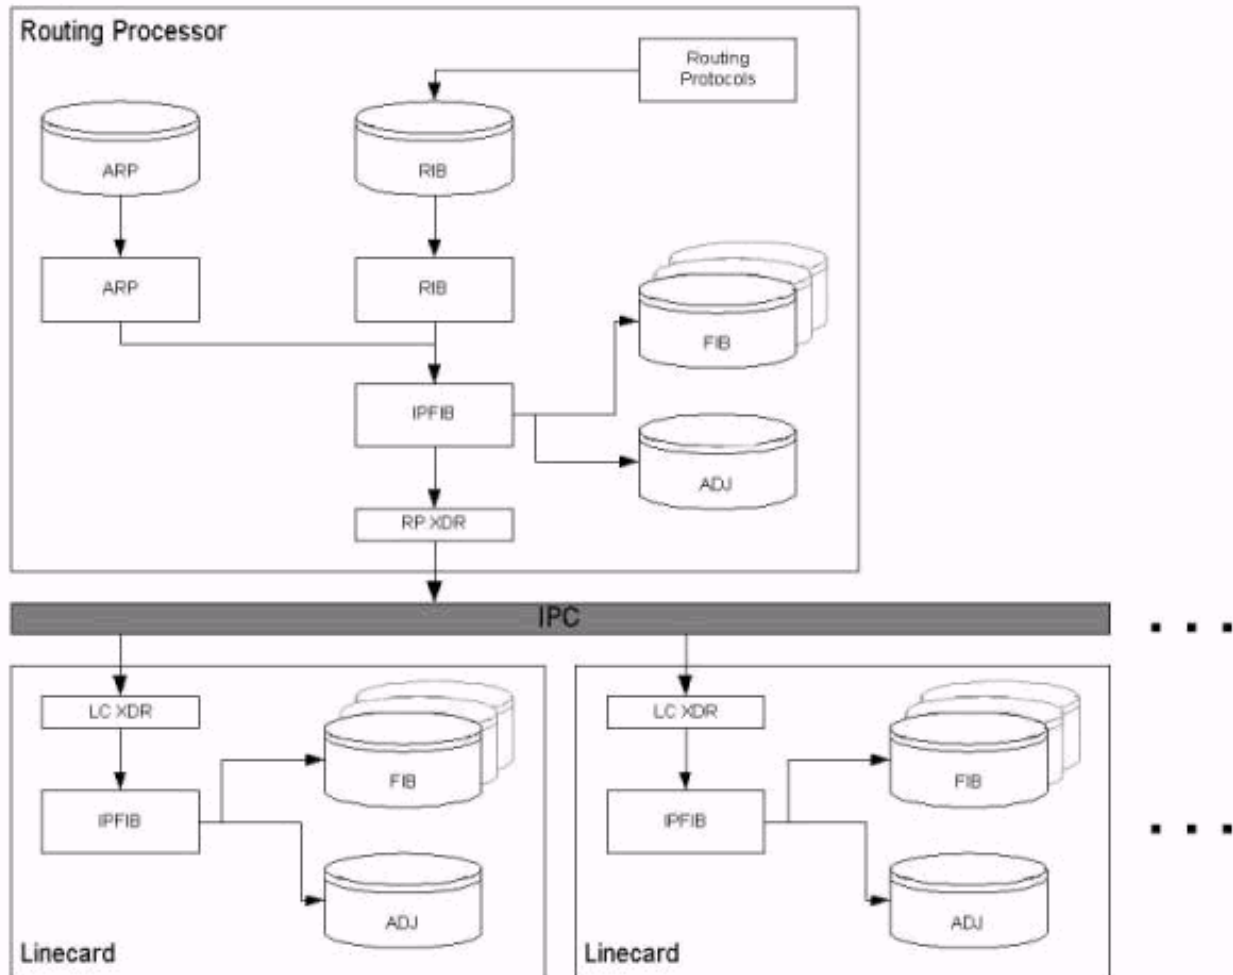 Routing Processor
Routing
Protocols
ARP
RIB
ARP
RIB
FIB
IPFIB
ADJ
RP XDR
IPC
LC XDR
LC XDR
FIB
FIB
IPFIB
IPFIB
ADJ
ADJ
Linecard
Linecard